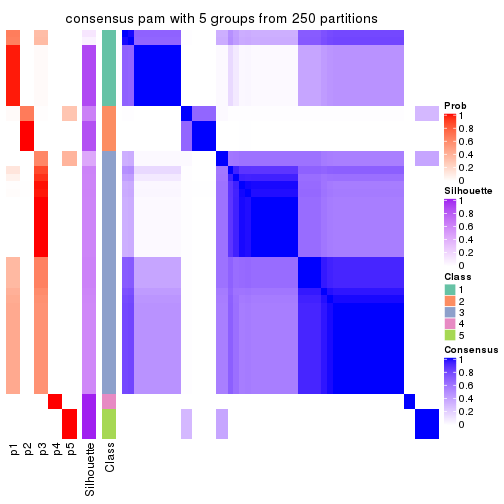 consensus pam with 5 groups from 250 partitions
Prob
1
0.8
0.6
0.4
0.2
0
Silhouette
1
0.8
0.6
0.4
0.2
0
Class
1
2
3
4
5
Consensus
1
0.8
0.6
0.4
0.2
0
p1
p2
p3
p4
p5
Silhouette
Class